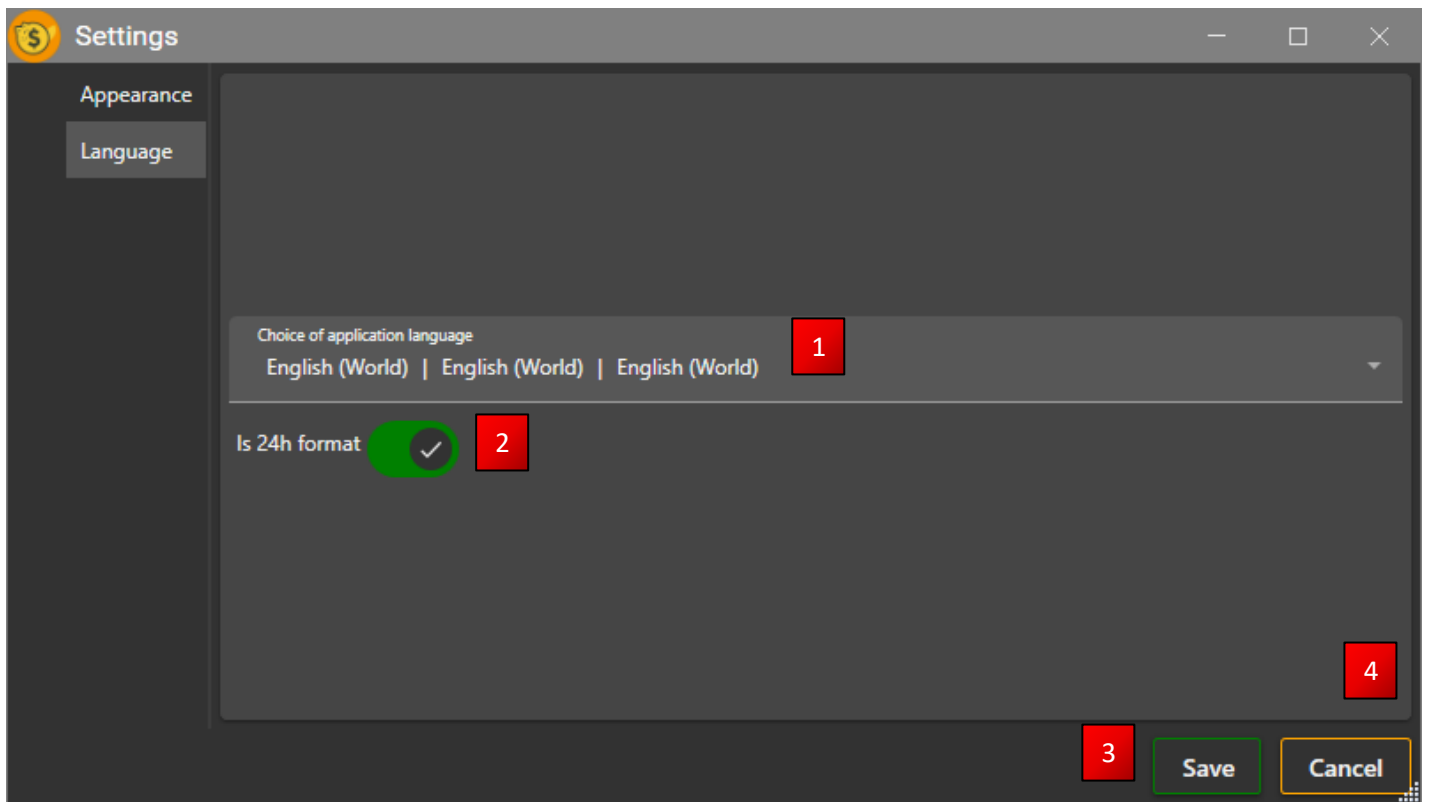 Settings
Appearance
Language
Choice of application language
1
English (World) | English (World) | English (World)
Is 24h format
2
4
3
Save
Cancel